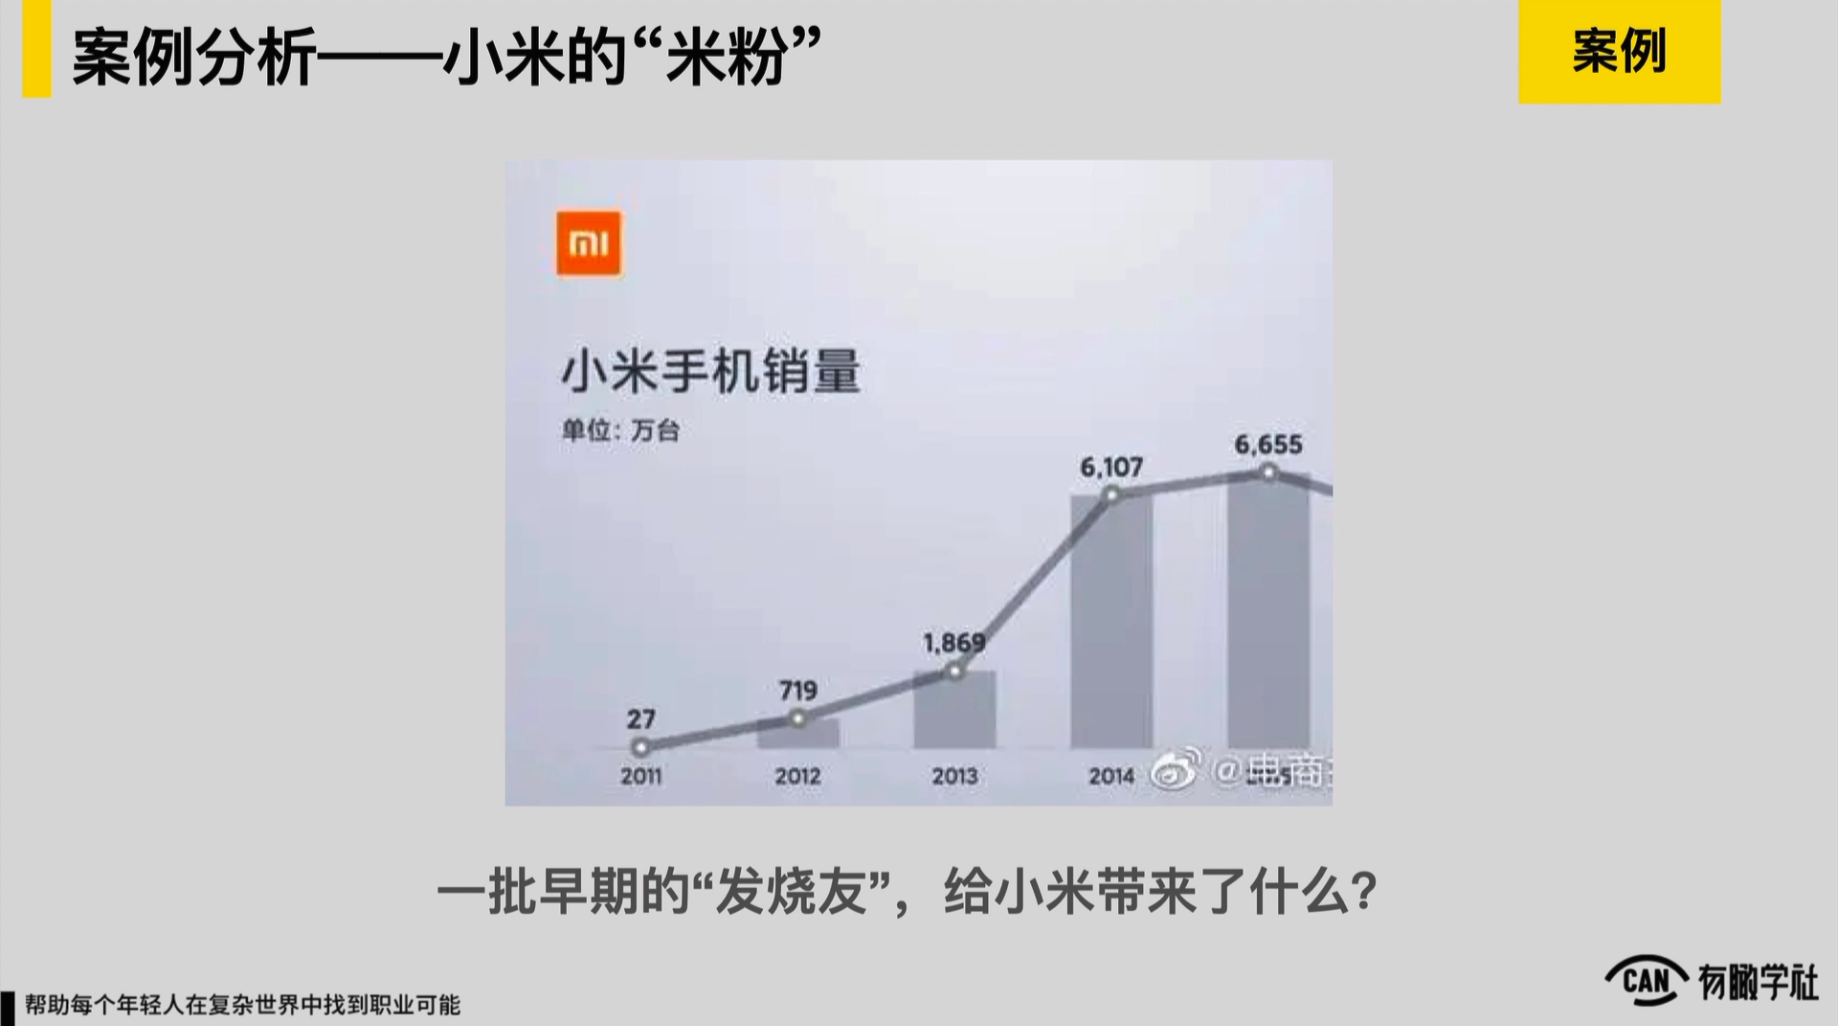 案例分析——小米的“米粉”
案例
mi
小米手机销量
单位：万台
6,655
6,107
1,869
719
27
2011
2012
2013
2014
@电商
一批早期的“发烧友”，给小米带来了什么？
CAN 有瞰学社
帮助每个年轻人在复杂世界中找到职业可能